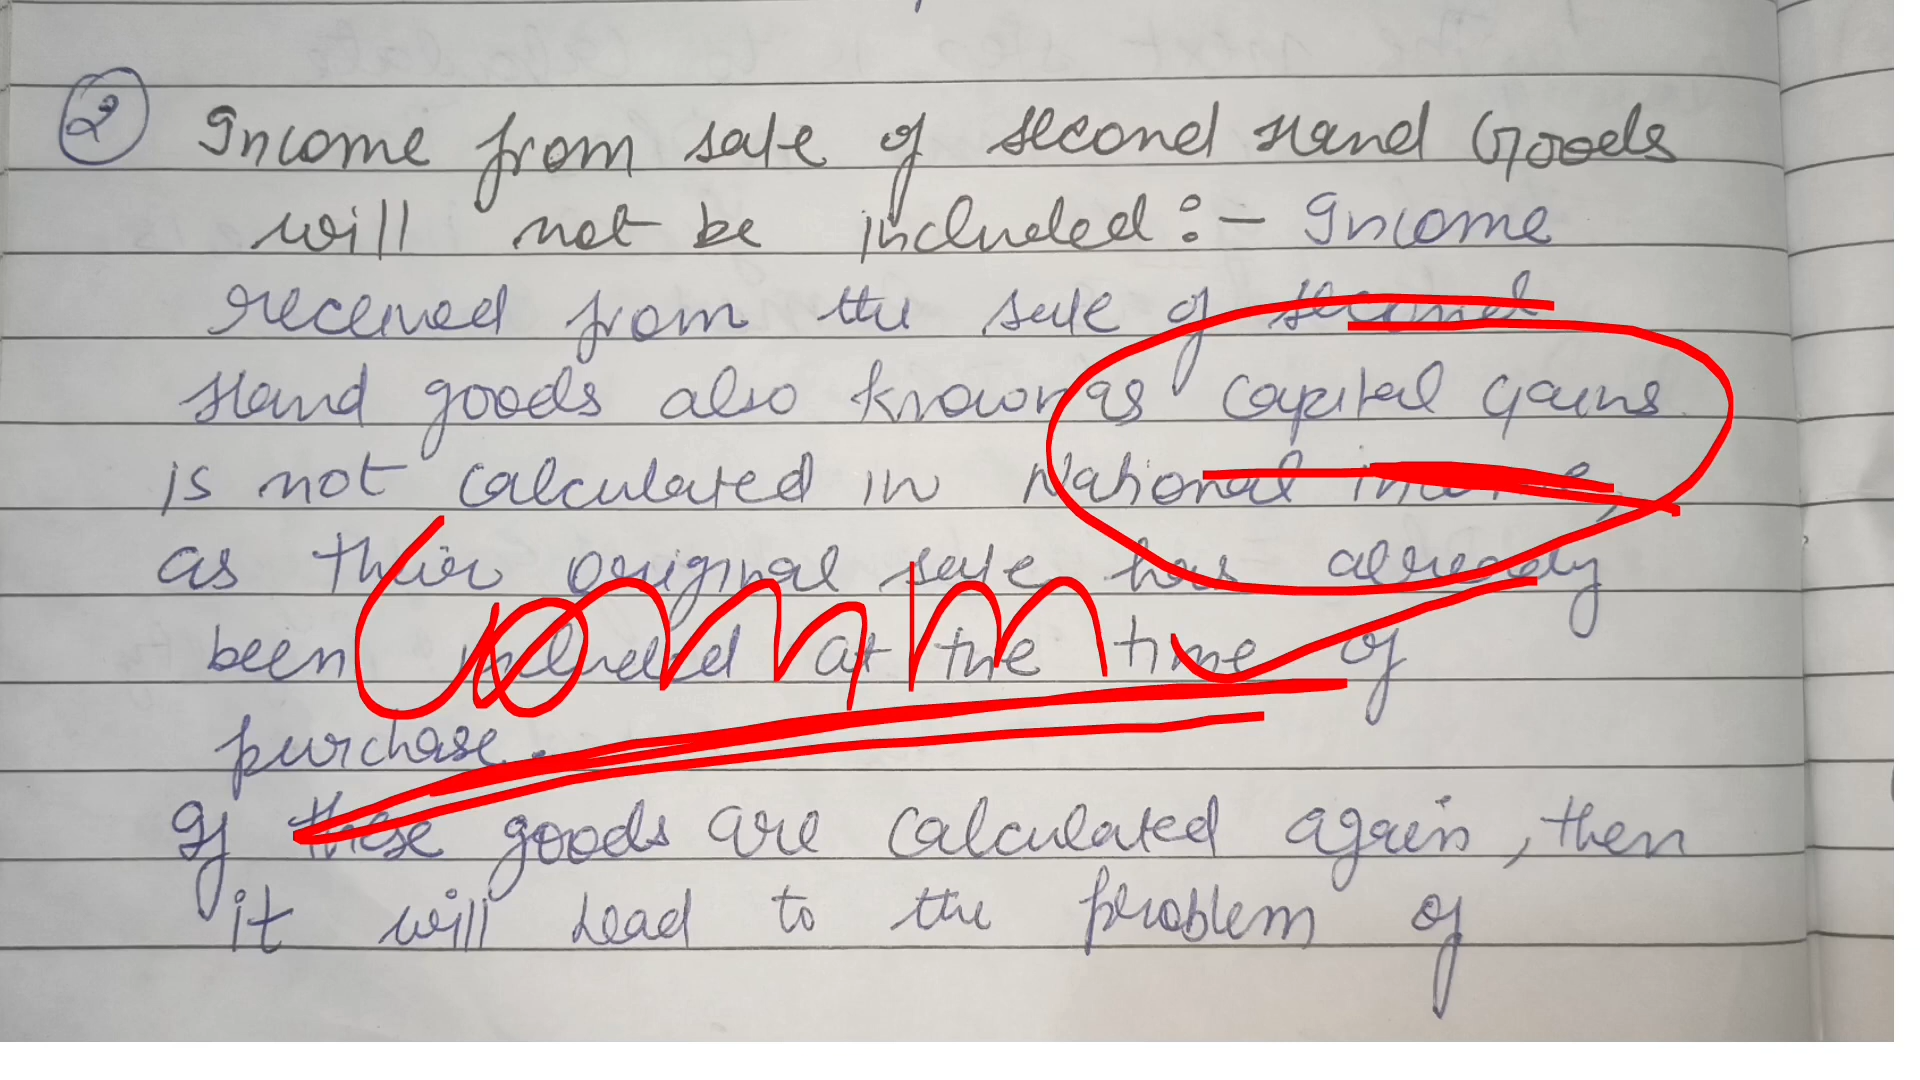 2 Income from sale of second Hand Goods
will not be included :- Income
received from the sale of second
Hand goods also known as capital gains
is not calculated in National income,
as their original sale has already
been included at the time of
Comm
purchase.
If these goods are calculated again, then
it will lead to the problem of